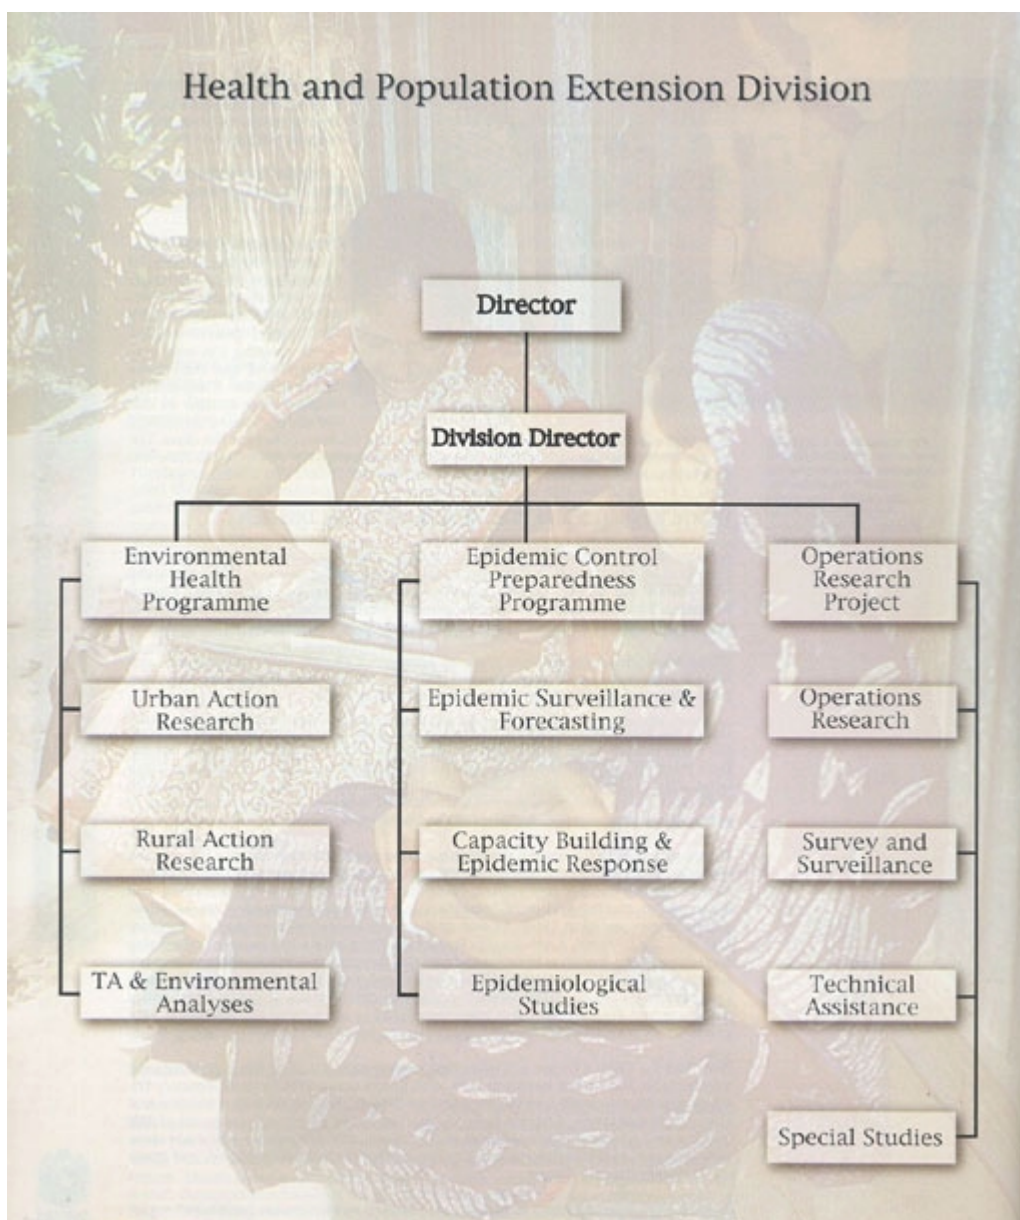 Health and Population Extension Division
Director
Division Director
Environmental
Health
Programme
Urban Action
Research
Rural Action
Research
TA & Environmental
Analyses
Epidemic Control
Preparedness
Programme
Epidemic Surveillance &
Forecasting
Capacity Building &
Epidemic Response
Epidemiological
Studies
Operations
Research
Project
Operations
Research
Survey and
Surveillance
Technical
Assistance
Special Studies